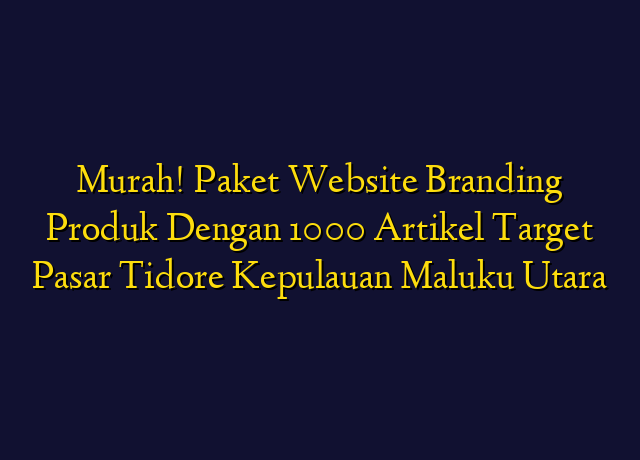 Murah! Paket Website Branding
Produk Dengan 1000 Artikel Target
Pasar Tidore Kepulauan Maluku Utara